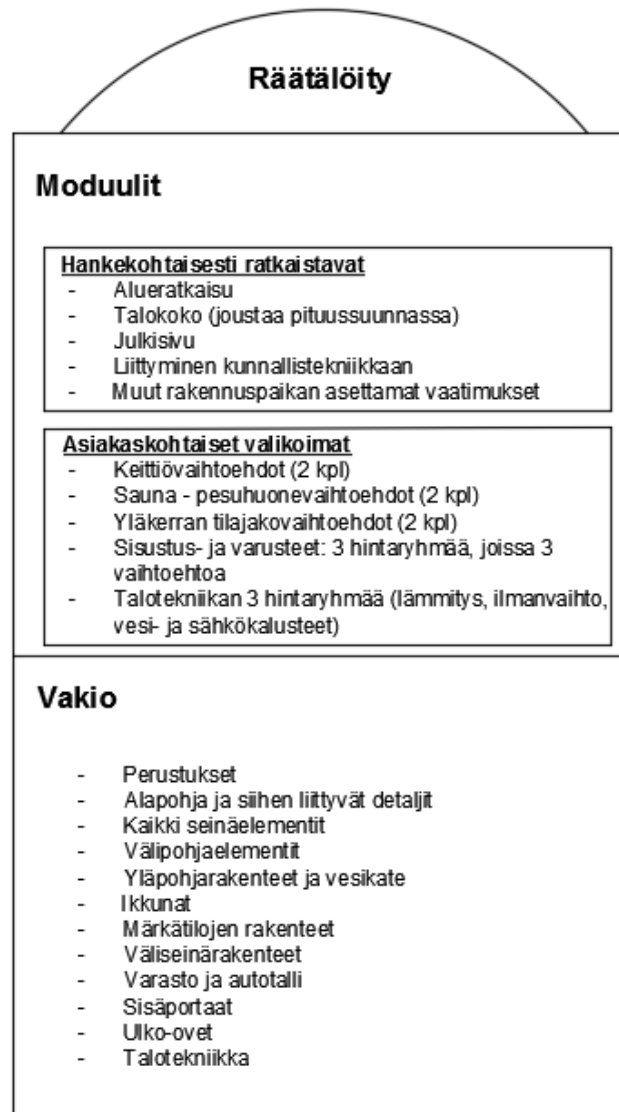 Räätälöity
Moduulit
Hankekohtaisesti ratkaistavat
- Alueratkaisu
- Talokoko (joustaa pituussuunnassa)
- Julkisivu
- Liittyminen kunnallistekniikkaan
- Muut rakennuspaikan asettamat vaatimukset
Asiakaskohtaiset valikoimat
- Keittiövaihtoehdot (2 kpl)
- Sauna - pesuhuonevaihtoehdot (2 kpl)
- Yläkerran tilajakovaihtoehdot (2 kpl)
- Sisustus- ja varusteet: 3 hintaryhmää, joissa 3
vaihtoehtoa
- Talotekniikan 3 hintaryhmää (lämmitys, ilmanvaihto,
vesi- ja sähkökalusteet)
Vakio
- Perustukset
- Alapohja ja siihen liittyvät detaljit
- Kaikki seinäelementit
- Välipohjaelementit
- Yläpohjarakenteet ja vesikate
- Ikkunat
- Märkätilojen rakenteet
- Väliseinärakenteet
- Varasto ja autotalli
- Sisäportaat
- Ulko-ovet
- Talotekniikka